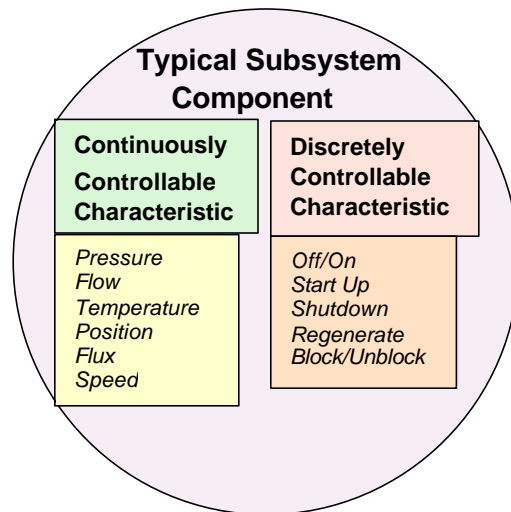 Typical Subsystem
Component
Continuously
Controllable
Characteristic
Pressure
Flow
Temperature
Position
Flux
Speed
Discretely
Controllable
Characteristic
Off/On
Start Up
Shutdown
Regenerate
Block/Unblock